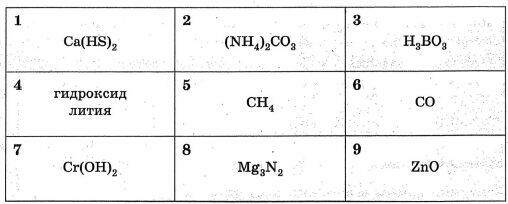 1
Ca(HS)₂
2
(NH₄)₂CO₃
3
H₃BO₃
4
гидроксид
лития
5
CH₄
6
CO
7
Cr(OH)₂
8
Mg₃N₂
9
ZnO